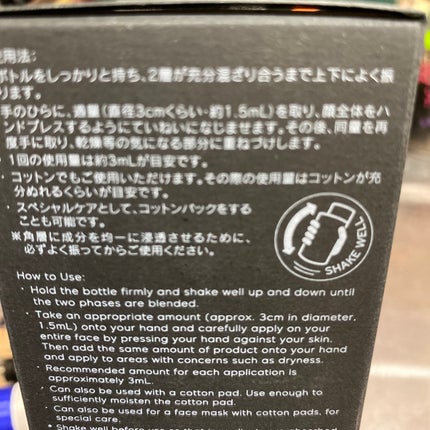 使用法:
ボトルをしっかりと持ち、2層が充分混ざり合うまで上下によく振
ります。
手のひらに、適量(直径3cmくらい・約1.5mL)を取り、顔全体をハ
ンドプレスするようにていねいになじませます。その後、同量を再
度手に取り、乾燥等の気になる部分に重ねづけします。
・1回の使用量は約3mLが目安です。
・コットンでもご使用いただけます。その際の使用量はコットンが充
分ぬれるくらいが目安です。
・スペシャルケアとして、コットンパックをする
ことも可能です。
※角層に成分を均一に浸透させるために、
必ずよく振ってからご使用ください。
SHAKE WELL
How to Use:
· Hold the bottle firmly and shake well up and down until
the two phases are blended.
· Take an appropriate amount (approx. 3cm in diameter,
1.5mL) onto your hand and carefully apply on your
entire face by pressing your hand against your skin.
Then add the same amount of product onto your hand
and apply to areas with concerns such as dryness.
· Recommended amount for each application is
approximately 3mL.
· Can also be used with a cotton pad. Use enough to
sufficiently moisten the cotton pad.
· Can also be used for a face mask with cotton pads, for
special care.
· Shake well before use so that